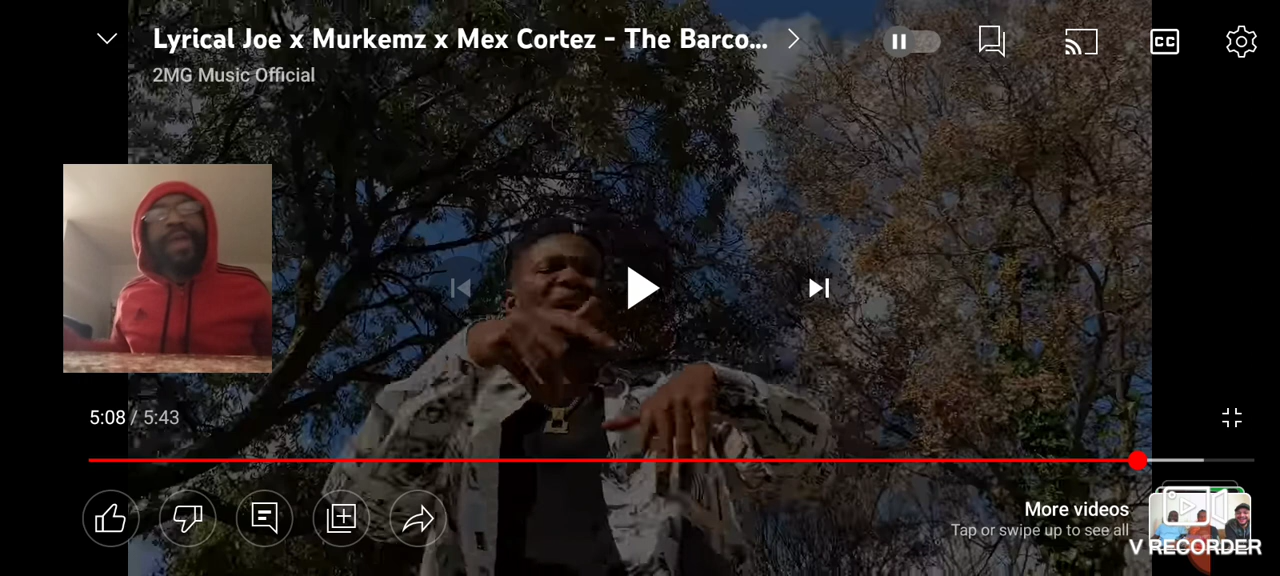 Lyrical Joe x Murkemz x Mex Cortez - The Barco...
2MG Music Official
CC
5:08 / 5:43
More videos
Tap or swipe up to see all
V RECORDER